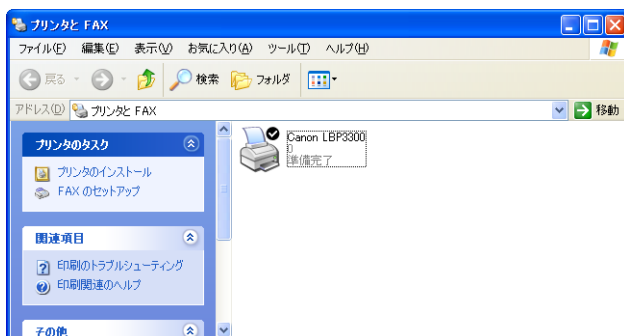 プリンタと FAX
ファイル(F) 編集(E) 表示(V) お気に入り(A) ツール(T) ヘルプ(H)
戻る 検索 フォルダ
アドレス(D) プリンタと FAX 移動
プリンタのタスク
プリンタのインストール
FAX のセットアップ
関連項目
印刷のトラブルシューティング
印刷関連のヘルプ
その他
Canon LBP3300
0
準備完了